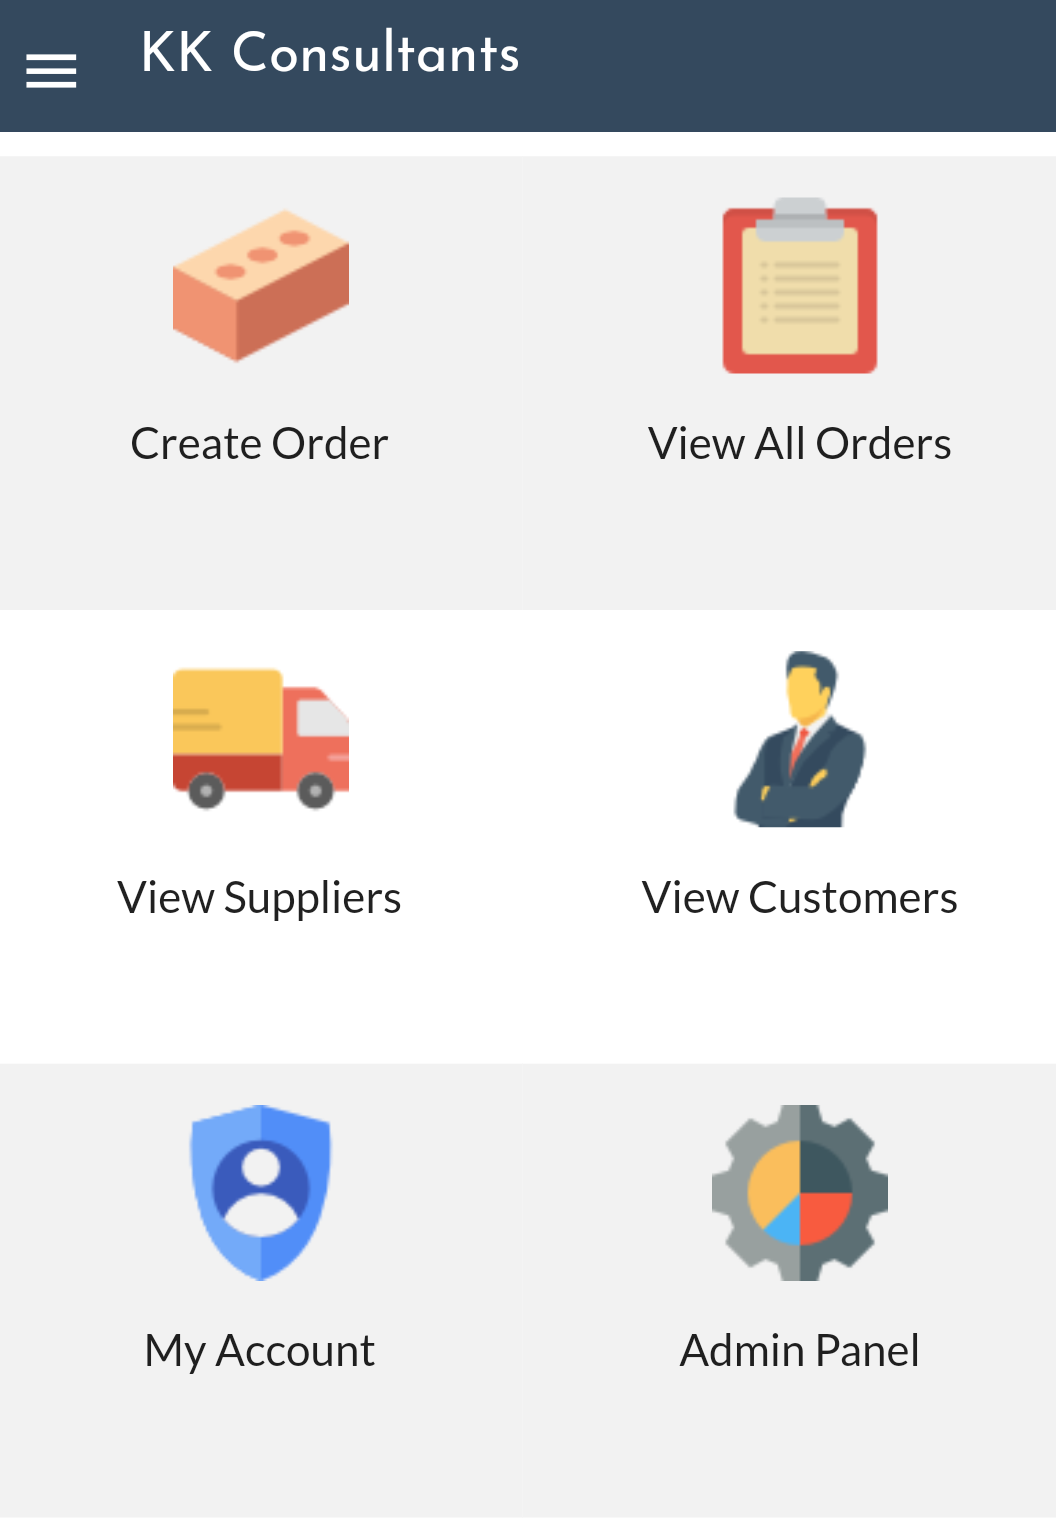 KK Consultants
Create Order
View All Orders
View Suppliers
View Customers
My Account
Admin Panel